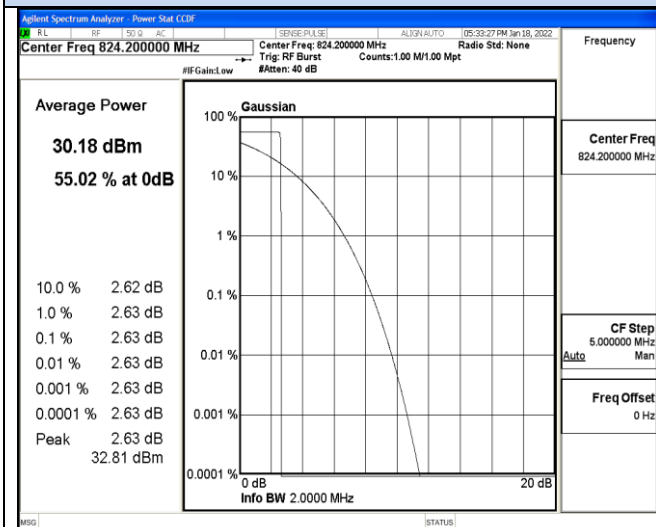 Agilent Spectrum Analyzer - Power Stat CCDF
LXI RL RF 50 Ω AC SENSE:PULSE ALIGN AUTO 05:33:27 PM Jan 18, 2022
Center Freq 824.200000 MHz
Center Freq: 824.200000 MHz Radio Std: None
Trig: RF Burst Counts:1.00 M/1.00 Mpt
#IFGain:Low #Atten: 40 dB
Frequency
Average Power
30.18 dBm
55.02 % at 0dB
10.0 % 2.62 dB
1.0 % 2.63 dB
0.1 % 2.63 dB
0.01 % 2.63 dB
0.001 % 2.63 dB
0.0001 % 2.63 dB
Peak 2.63 dB
32.81 dBm
Gaussian
100 %
10 %
1 %
0.1 %
0.01 %
0.001 %
0.0001 %
0 dB 20 dB
Info BW 2.0000 MHz
Center Freq
824.200000 MHz
CF Step
5.000000 MHz
Auto Man
Freq Offset
0 Hz
MSG STATUS